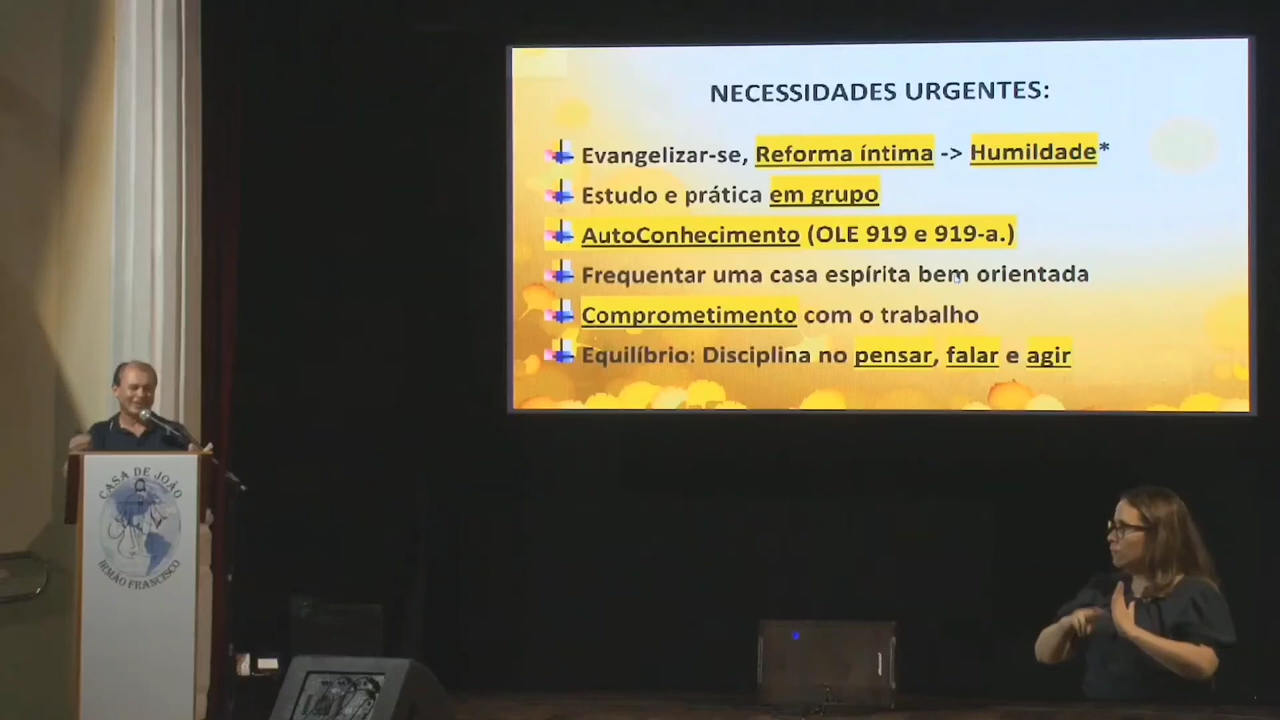 NECESSIDADES URGENTES:
Evangelizar-se, Reforma íntima -> Humildade*
Estudo e prática em grupo
AutoConhecimento (OLE 919 e 919-a.)
Frequentar uma casa espírita bem orientada
Comprometimento com o trabalho
Equilíbrio: Disciplina no pensar, falar e agir
CASA DE JOÃO
IRMÃO FRANCISCO